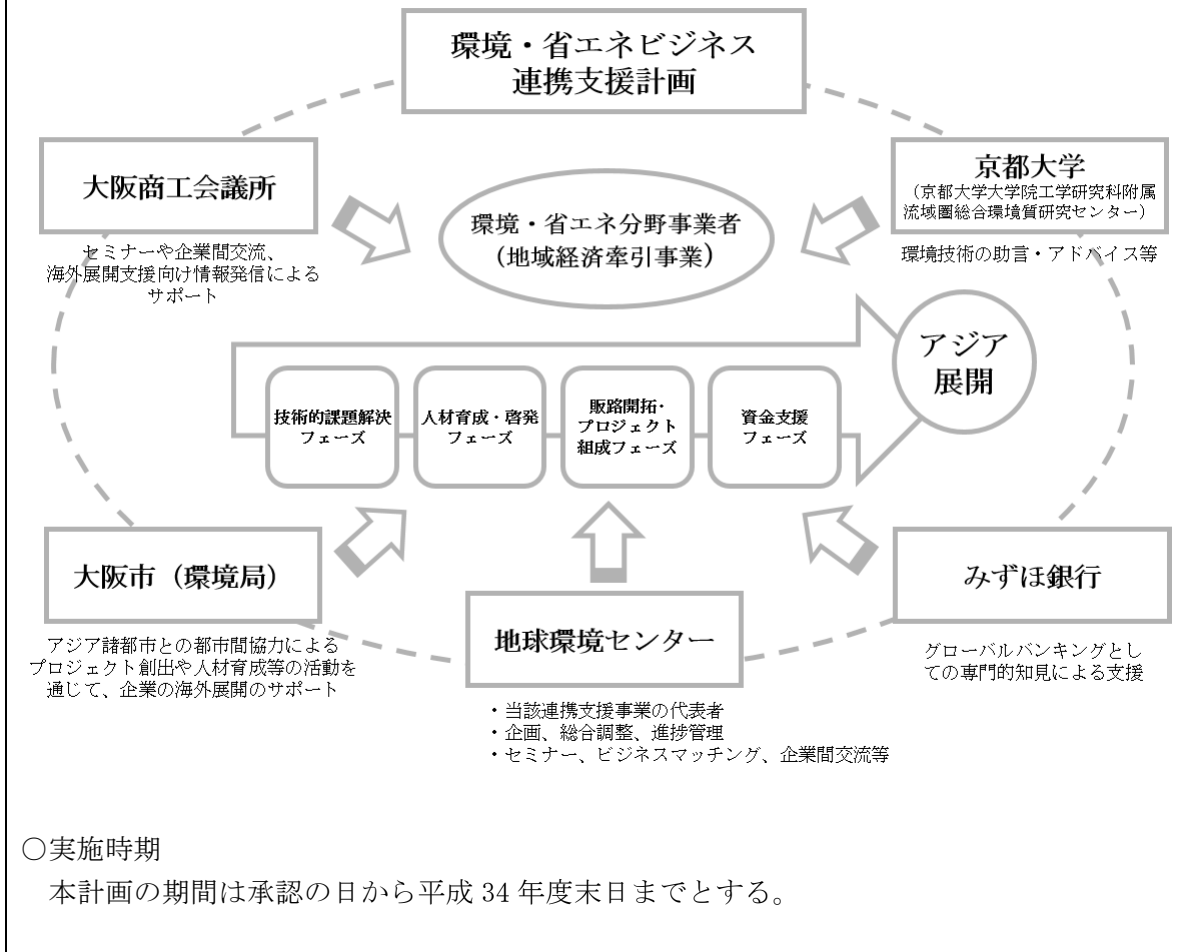 環境・省エネビジネス
連携支援計画
大阪商工会議所
セミナーや企業間交流、
海外展開支援向け情報発信による
サポート
京都大学
（京都大学大学院工学研究科附属
流域圏総合環境質研究センター）
環境技術の助言・アドバイス等
環境・省エネ分野事業者
（地域経済牽引事業）
アジア
展開
技術的課題解決
フェーズ
人材育成・啓発
フェーズ
販路開拓・
プロジェクト
組成フェーズ
資金支援
フェーズ
大阪市（環境局）
アジア諸都市との都市間協力による
プロジェクト創出や人材育成等の活動を
通じて、企業の海外展開のサポート
地球環境センター
・当該連携支援事業の代表者
・企画、総合調整、進捗管理
・セミナー、ビジネスマッチング、企業間交流等
みずほ銀行
グローバルバンキングとし
ての専門的知見による支援
○実施時期
本計画の期間は承認の日から平成 34 年度末日までとする。